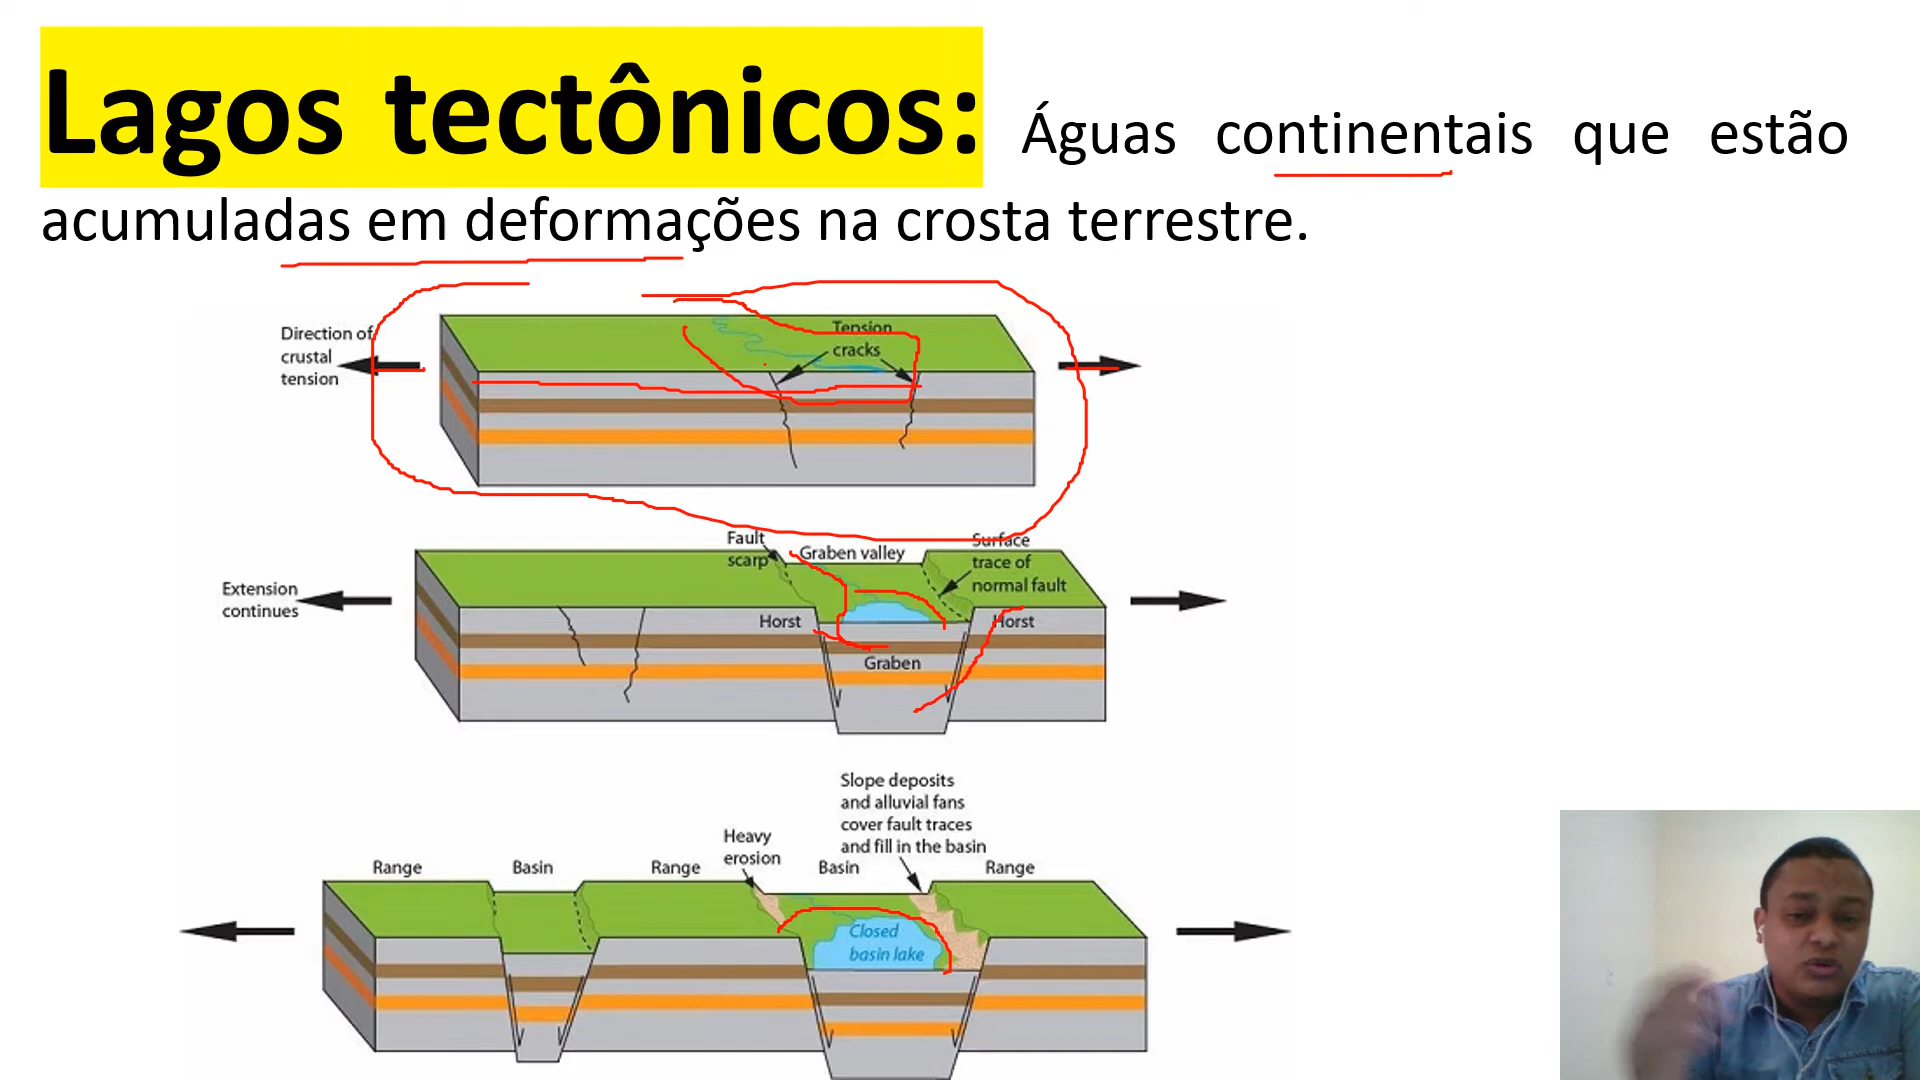 Lagos tectônicos: Águas continentais que estão
acumuladas em deformações na crosta terrestre.
Direction of
crustal
tension
Tension
cracks
Fault
scarp
Graben valley
Surface
trace of
normal fault
Extension
continues
Horst
Horst
Graben
Slope deposits
and alluvial fans
cover fault traces
and fill in the basin
Heavy
erosion
Range
Basin
Range
Basin
Range
Closed
basin lake